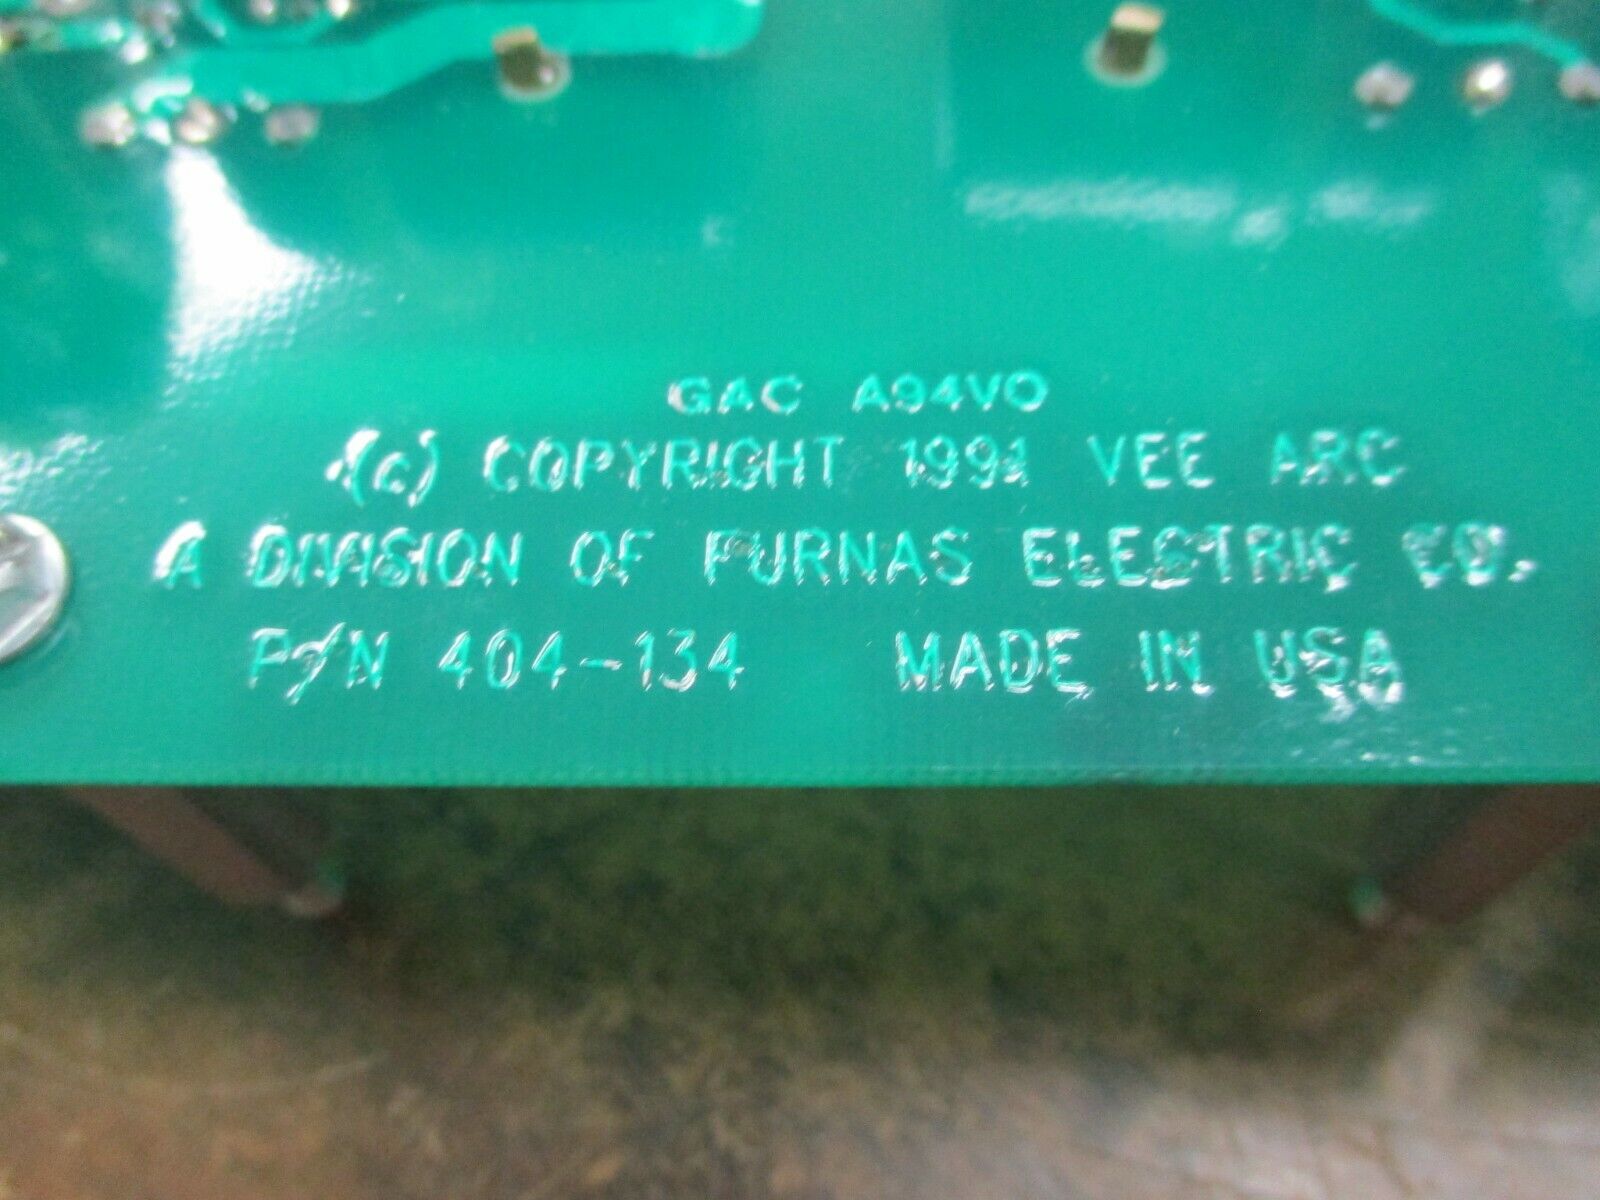 GAC A94V0
(c) COPYRIGHT 1991 VEE ARC
A DIVISION OF FURNAS ELECTRIC CO.
P/N 404-134 MADE IN USA